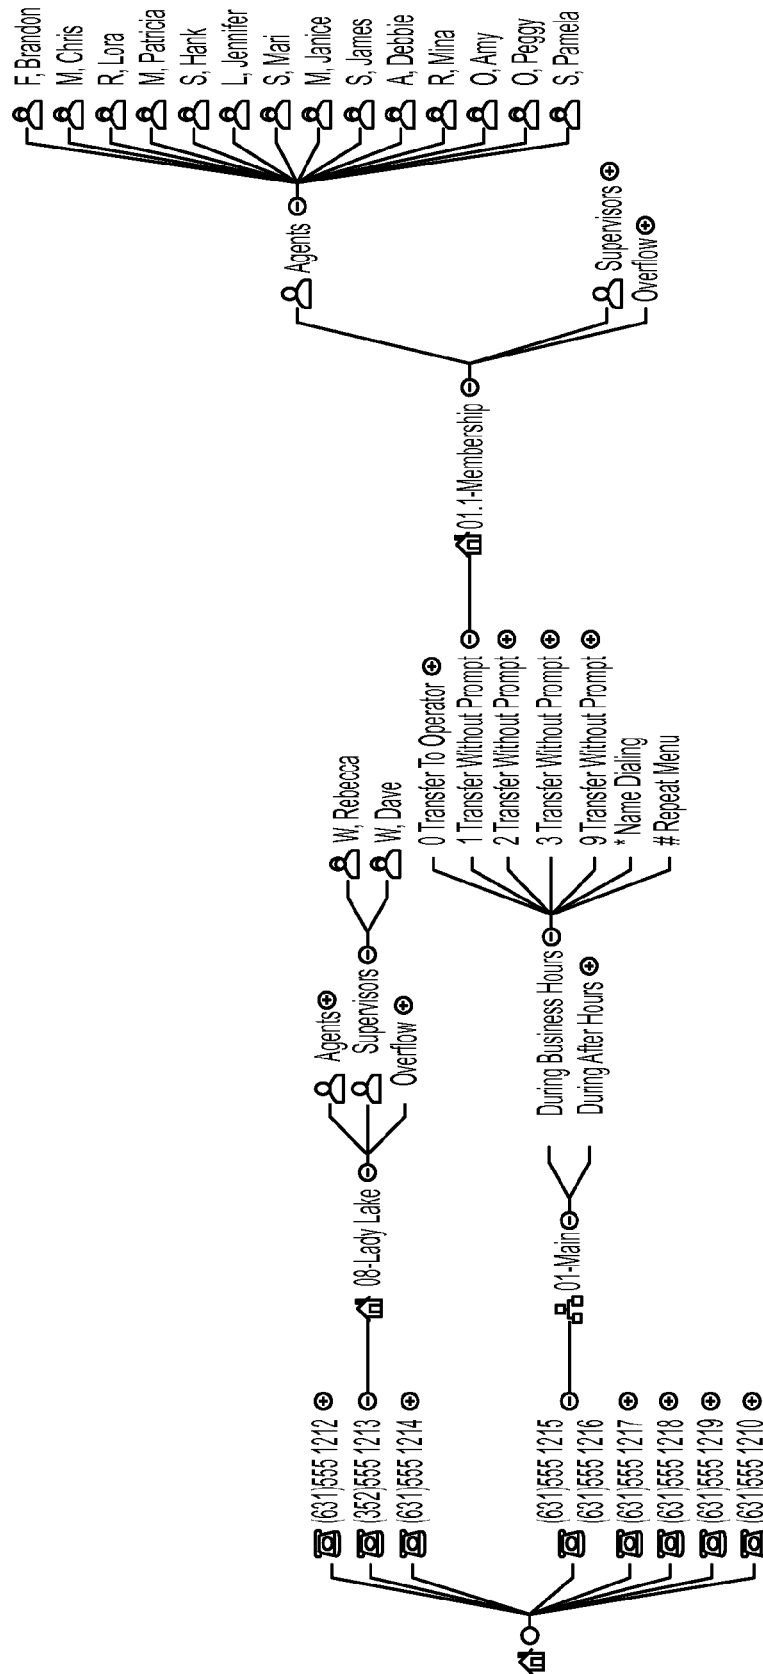 (631)555 1212
(352)555 1213
(631)555 1214
(631)555 1215
(631)555 1216
(631)555 1217
(631)555 1218
(631)555 1219
(631)555 1210
08-Lady Lake
Agents
Supervisors
Overflow
W, Rebecca
W, Dave
01-Main
During Business Hours
During After Hours
0 Transfer To Operator
1 Transfer Without Prompt
2 Transfer Without Prompt
3 Transfer Without Prompt
9 Transfer Without Prompt
* Name Dialing
# Repeat Menu
01.1-Membership
Agents
Supervisors
Overflow
F, Brandon
M, Chris
R, Lora
M, Patricia
S, Hank
L, Jennifer
S, Mari
M, Janice
S, James
A, Debbie
R, Mina
O, Amy
O, Peggy
S, Pamela